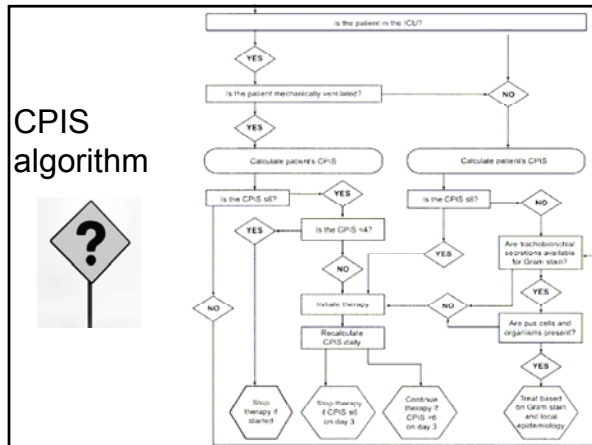 CPIS
algorithm
?
Is the patient in the ICU?
YES
Is the patient mechanically ventilated?
NO
YES
Calculate patient's CPIS
Calculate patient's CPIS
Is the CPIS ≤6?
YES
Is the CPIS ≤6?
NO
YES
Is the CPIS <4?
YES
Are trachobronchial
secretions available
for Gram stain?
NO
NO
Initiate therapy
NO
YES
Recalculate
CPIS daily
Are pus cells and
organisms present?
YES
Stop
therapy if
started
Stop therapy
if CPIS ≤6
on day 3
Continue
therapy if
CPIS >6
on day 3
Treat based
on Gram stain
and local
epidemiology